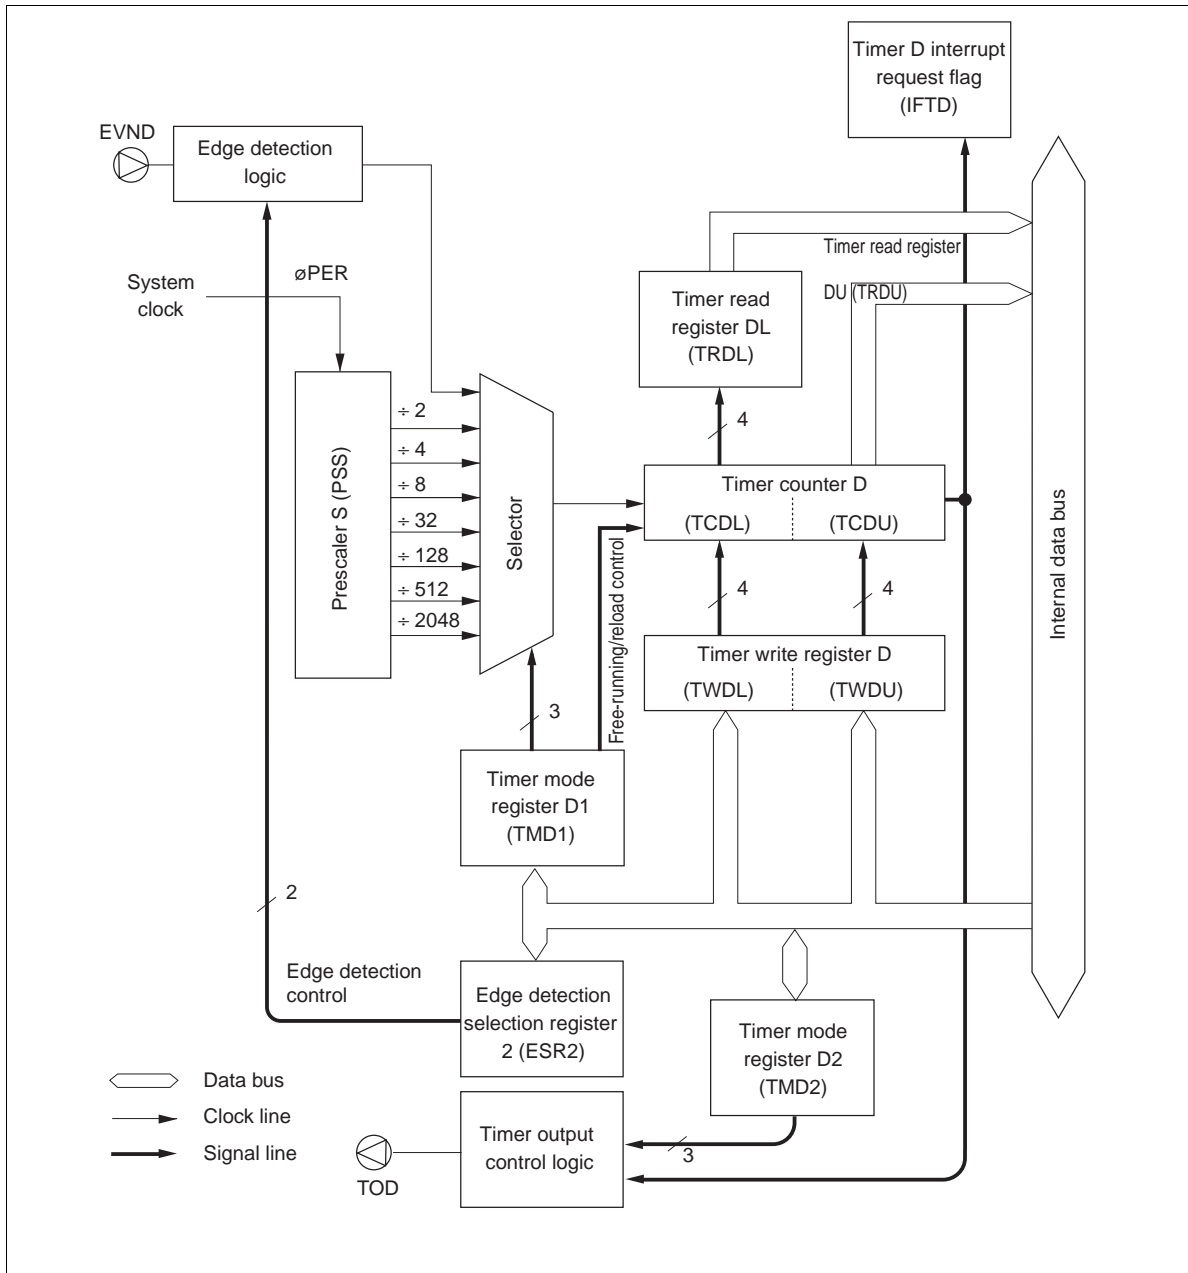 Timer D interrupt
request flag
(IFTD)
EVND
Edge detection
logic
Timer read register
System
clock
øPER
Timer read
register DL
(TRDL)
DU (TRDU)
Prescaler S (PSS)
÷ 2
÷ 4
÷ 8
÷ 32
÷ 128
÷ 512
÷ 2048
Selector
4
Timer counter D
(TCDL)
(TCDU)
Free-running/reload control
4
4
Timer write register D
(TWDL)
(TWDU)
Internal data bus
3
Timer mode
register D1
(TMD1)
2
Edge detection
control
Edge detection
selection register
2 (ESR2)
Timer mode
register D2
(TMD2)
Data bus
Clock line
Signal line
Timer output
control logic
3
TOD